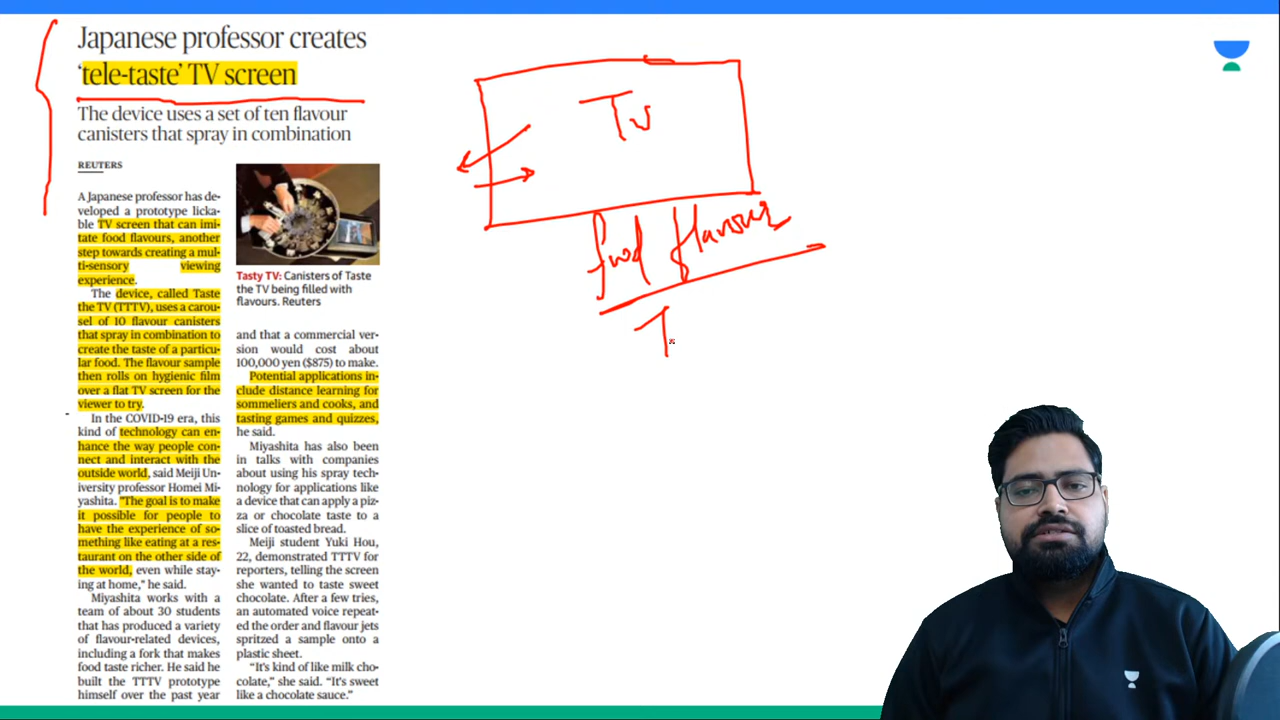 Japanese professor creates
‘tele-taste’ TV screen
The device uses a set of ten flavour
canisters that spray in combination
REUTERS
A Japanese professor has de-
veloped a prototype licka-
ble TV screen that can imi-
tate food flavours, another
step towards creating a mul-
ti-sensory viewing
experience.
The device, called Taste
the TV (TTTV), uses a carou-
sel of 10 flavour canisters
that spray in combination to
create the taste of a particu-
lar food. The flavour sample
then rolls on hygienic film
over a flat TV screen for the
viewer to try.
In the COVID-19 era, this
kind of technology can en-
hance the way people con-
nect and interact with the
outside world, said Meiji Un-
iversity professor Homei Mi-
yashita. "The goal is to make
it possible for people to
have the experience of so-
mething like eating at a res-
taurant on the other side of
the world, even while stay-
ing at home," he said.
Miyashita works with a
team of about 30 students
that has produced a variety
of flavour-related devices,
including a fork that makes
food taste richer. He said he
built the TTTV prototype
himself over the past year
Tasty TV: Canisters of Taste
the TV being filled with
flavours. Reuters
and that a commercial ver-
sion would cost about
100,000 yen ($875) to make.
Potential applications in-
clude distance learning for
sommeliers and cooks, and
tasting games and quizzes,
he said.
Miyashita has also been
in talks with companies
about using his spray tech-
nology for applications like
a device that can apply a piz-
za or chocolate taste to a
slice of toasted bread.
Meiji student Yuki Hou,
22, demonstrated TTTV for
reporters, telling the screen
she wanted to taste sweet
chocolate. After a few tries,
an automated voice repeat-
ed the order and flavour jets
spritzed a sample onto a
plastic sheet.
"It's kind of like milk cho-
colate," she said. "It's sweet
like a chocolate sauce."
Tv
food flavour
T